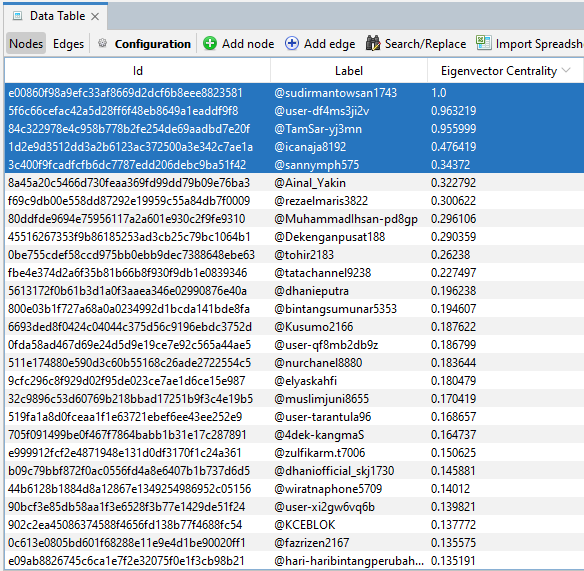 Data Table ×
Nodes Edges Configuration Add node Add edge Search/Replace Import Spreadsh
Id Label Eigenvector Centrality
e00860f98a9efc33af8669d2dcf6b8eee8823581 @sudirmantowsan1743 1.0
5f6c66cefac42a5d28ff6f48eb8649a1eaddf9f8 @user-df4ms3ji2v 0.963219
84c322978e4c958b778b2fe254de69aadbd7e20f @TamSar-yj3mn 0.955999
1d2e9d3512dd3a2b6123ac372500a3e342c7ae1a @icanaja8192 0.476419
3c400f9fcadfcfb6dc7787edd206debc9ba51f42 @sannymph575 0.34372
8a45a20c5466d730feaa369fd99dd79b09e76ba3 @Ainal_Yakin 0.322792
f69c9db00e558dd87292e19959c55a84db7f0009 @rezaelmaris3822 0.300622
80ddfde9694e75956117a2a601e930c2f9fe9310 @MuhammadIhsan-pd8gp 0.296106
45516267353f9b86185253ad3cb25c79bc1064b1 @Dekenganpusat188 0.290359
0be755cdef58ccd975bb0ebb9dec7388648ebe63 @tohir2183 0.26238
fbe4e374d2a6f35b81b66b8f930f9db1e0839346 @tatachannel9238 0.227497
5613172f0b61b3d1a0f3aaea346e02990876e40a @dhanieputra 0.196238
800e03b1f727a68a0a0234992d1bcda141bde8fa @bintangsumunar5353 0.194607
6693ded8f0424c04044c375d56c9196ebdc3752d @Kusumo2166 0.187622
0fda58ad467d69e24d5d9e19ce7e92c565a44ae5 @user-qf8mb2db9z 0.186799
511e174880e590d3c60b55168c26ade2722554c5 @nurchanel8880 0.183644
9cfc296c8f929d02f95de023ce7ae1d6ce15e987 @elyaskahfi 0.180479
32c9896c53d60769b218bbad17251b9f3c4e19b5 @muslimjuni8655 0.170419
519fa1a8d0fceaa1f1e63721ebef6ee43ee252e9 @user-tarantula96 0.168657
705f091499be0f467f7864babb1b31e17c287891 @4dek-kangmaS 0.164737
e999912fcf2e4871948e131d0df3170f1c24a361 @zulfikarm.t7006 0.150625
b09c79bbf872f0ac0556fd4a8e6407b1b737d6d5 @dhaniofficial_skj1730 0.145881
44b6128b1884d8a12867e1349254986952c05156 @wiratnaphone5709 0.14012
90bcf3e85db58aa1f3e6528f3b77e1429de51f24 @user-xi2gw6vq6b 0.139821
902c2ea45086374588f4656fd138b77f4688fc54 @KCEBLOK 0.137772
0c613e0805bd601f68288e11e9e4d1be90020ff1 @fazrizen2167 0.135575
e09ab8826745c6ca1e7f2e32075f0e1f3cb98b21 @hari-haribintangperubah... 0.135191